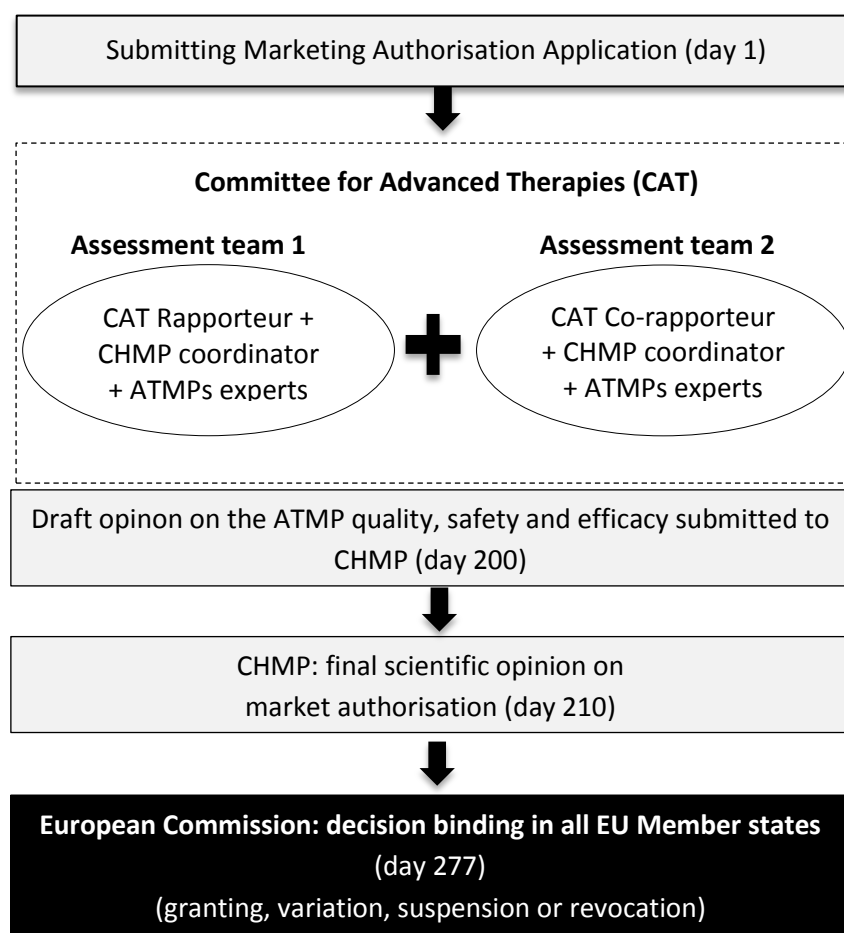 Submitting Marketing Authorisation Application (day 1)
Committee for Advanced Therapies (CAT)
Assessment team 1
CAT Rapporteur +
CHMP coordinator
+ ATMPs experts
Assessment team 2
CAT Co-rapporteur
+ CHMP coordinator
+ ATMPs experts
Draft opinon on the ATMP quality, safety and efficacy submitted to
CHMP (day 200)
CHMP: final scientific opinion on
market authorisation (day 210)
European Commission: decision binding in all EU Member states
(day 277)
(granting, variation, suspension or revocation)